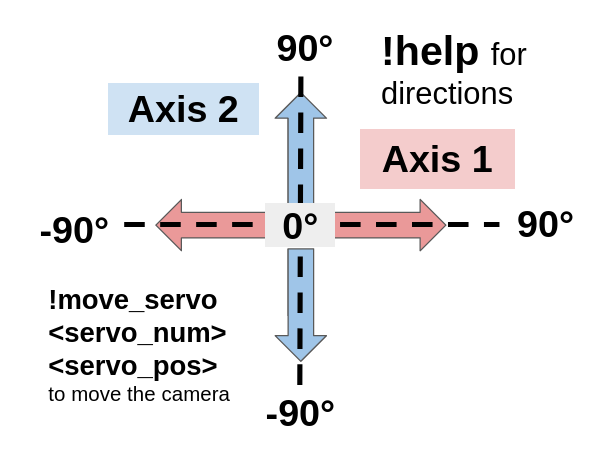 90°
!help for
directions
Axis 2
Axis 1
-90°
0°
90°
!move_servo
<servo_num>
<servo_pos>
to move the camera
-90°